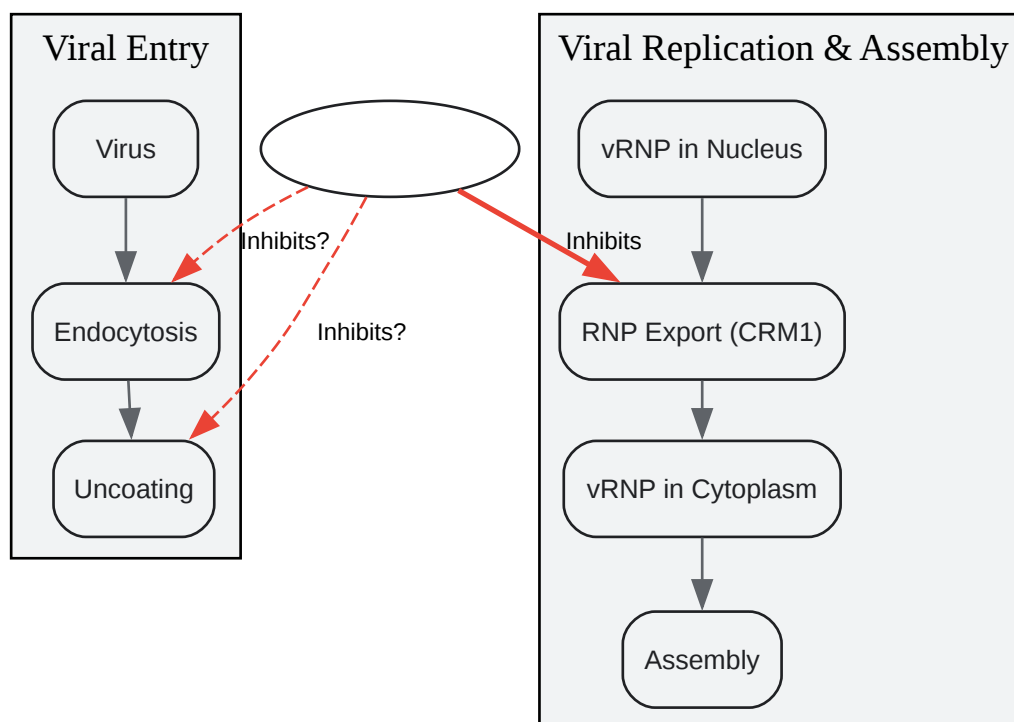 Viral Entry
Virus
Inhibits?
Endocytosis
Inhibits?
Uncoating
Viral Replication & Assembly
vRNP in Nucleus
Inhibits
RNP Export (CRM1)
vRNP in Cytoplasm
Assembly